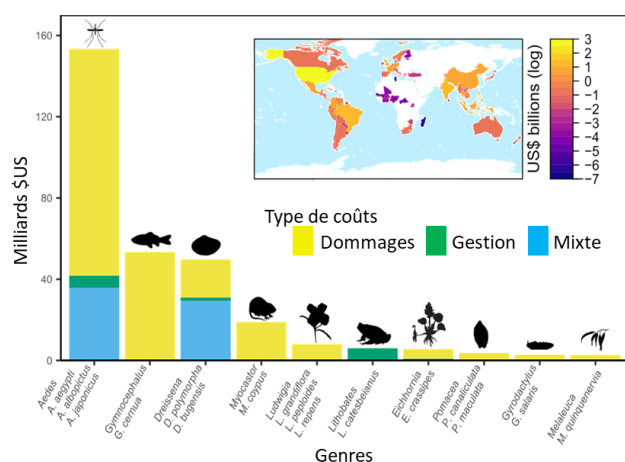 160
120
80
40
0
Milliards $US
3
2
1
0
-1
-2
-3
-4
-5
-6
-7
US$ billions (log)
Type de coûts
Dommages
Gestion
Mixte
Aedes
A. aegypti
A. albopictus
A. japonicus
Gymnocephalus
G. cernua
Dreissena
D. polymorpha
D. bugensis
Myocastor
M. coypus
Ludwigia
L. grandiflora
L. peploides
L. repens
Lithobates
L. catesbeianus
Eichhornia
E. crassipes
Pomacea
P. canaliculata
P. maculata
Gyrodactylus
G. salaris
Melaleuca
M. quinquenervia
Genres